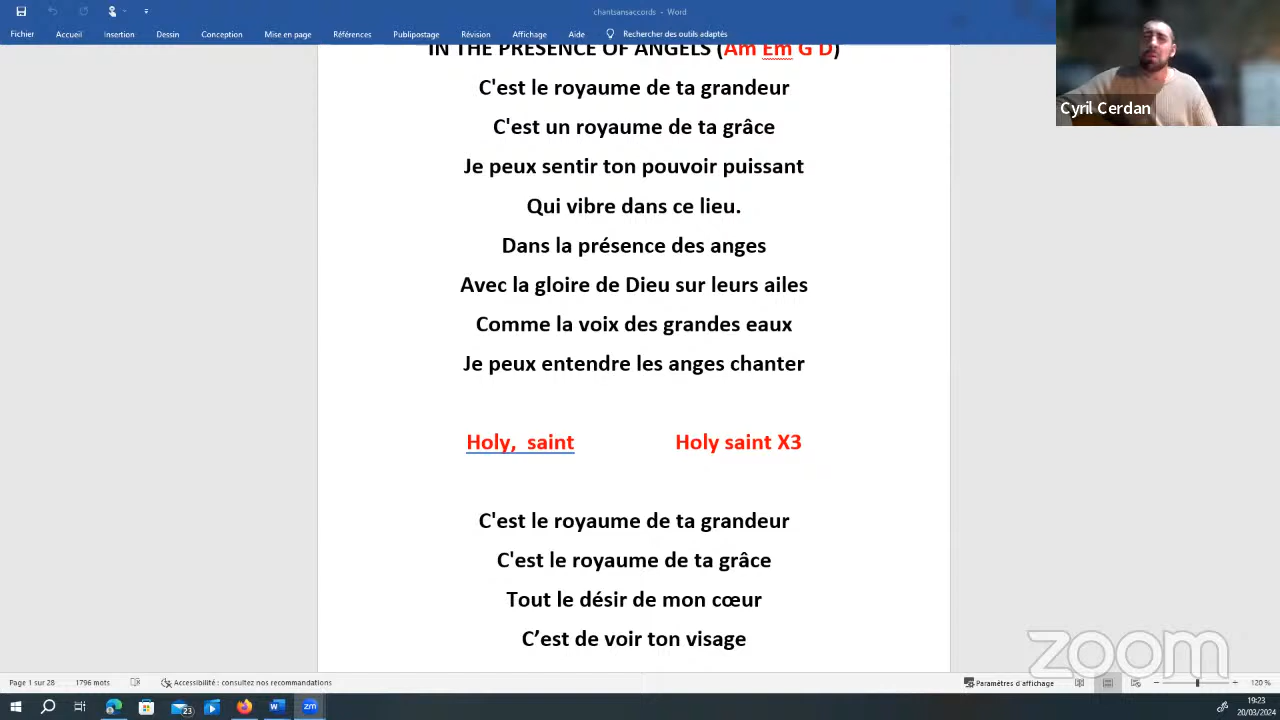 chantsansaccords - Word
Fichier Accueil Insertion Dessin Conception Mise en page Références Publipostage Révision Affichage Aide Rechercher des outils adaptés
IN THE PRESENCE OF ANGELS (Am Em G D)
C'est le royaume de ta grandeur
C'est un royaume de ta grâce
Je peux sentir ton pouvoir puissant
Qui vibre dans ce lieu.
Dans la présence des anges
Avec la gloire de Dieu sur leurs ailes
Comme la voix des grandes eaux
Je peux entendre les anges chanter
Holy, saint Holy saint X3
C'est le royaume de ta grandeur
C'est le royaume de ta grâce
Tout le désir de mon cœur
C’est de voir ton visage
Cyril Cerdan
zoom
Page 1 sur 28 1796 mots Accessibilité : consultez nos recommandations Paramètres d'affichage 120 %
23 W zm 19:23
20/03/2024